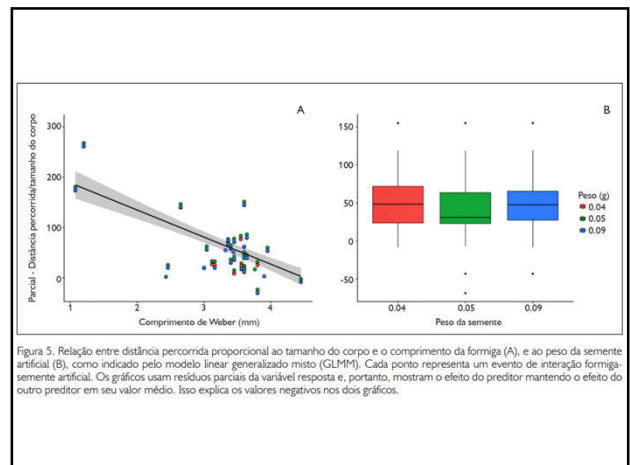 A
B
Parcial - Distância percorrida/tamanho do corpo
300
200
100
0
1
2
3
4
Comprimento de Weber (mm)
150
100
50
0
-50
0.04
0.05
0.09
Peso da semente
Peso (g)
0.04
0.05
0.09
Figura 5. Relação entre distância percorrida proporcional ao tamanho do corpo e o comprimento da formiga (A), e ao peso da semente
artificial (B), como indicado pelo modelo linear generalizado misto (GLMM). Cada ponto representa um evento de interação formiga-
semente artificial. Os gráficos usam resíduos parciais da variável resposta e, portanto, mostram o efeito do preditor mantendo o efeito do
outro preditor em seu valor médio. Isso explica os valores negativos nos dois gráficos.